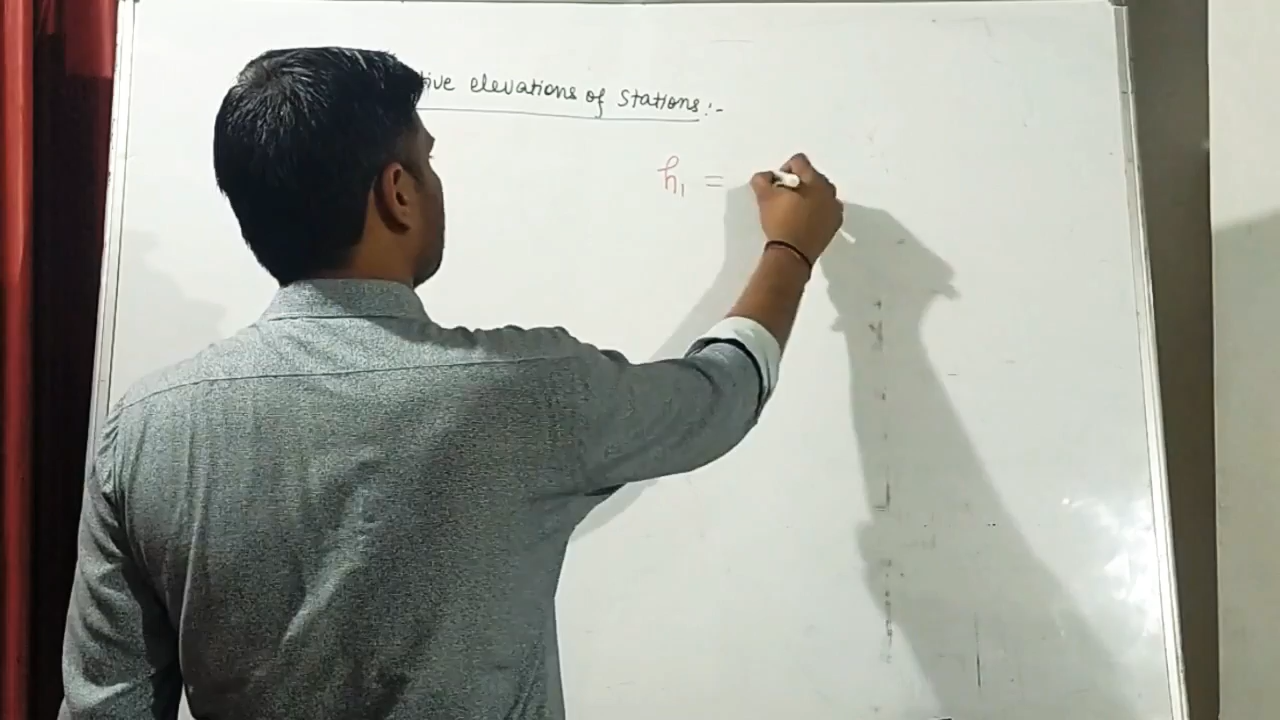 tive elevations of Stations:-
h₁ =